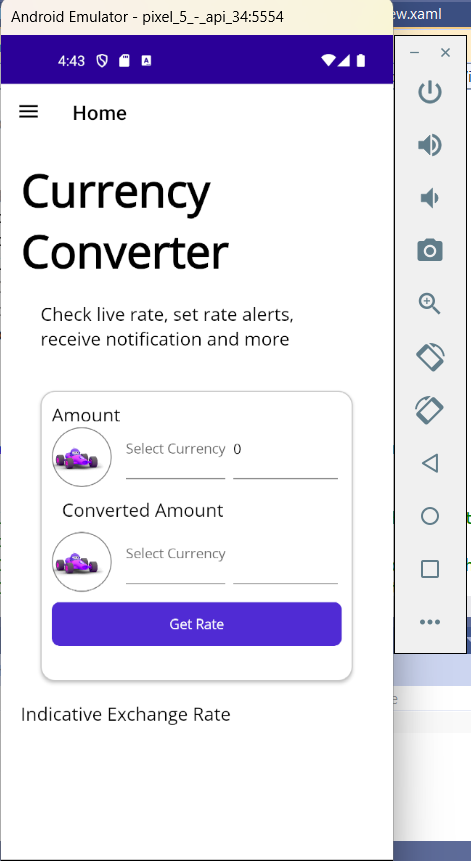 Android Emulator - pixel_5_-_api_34:5554
ew.xaml
4:43 A
Home
Currency
Converter
Check live rate, set rate alerts,
receive notification and more
Amount
Select Currency 0
Converted Amount
Select Currency
Get Rate
Indicative Exchange Rate